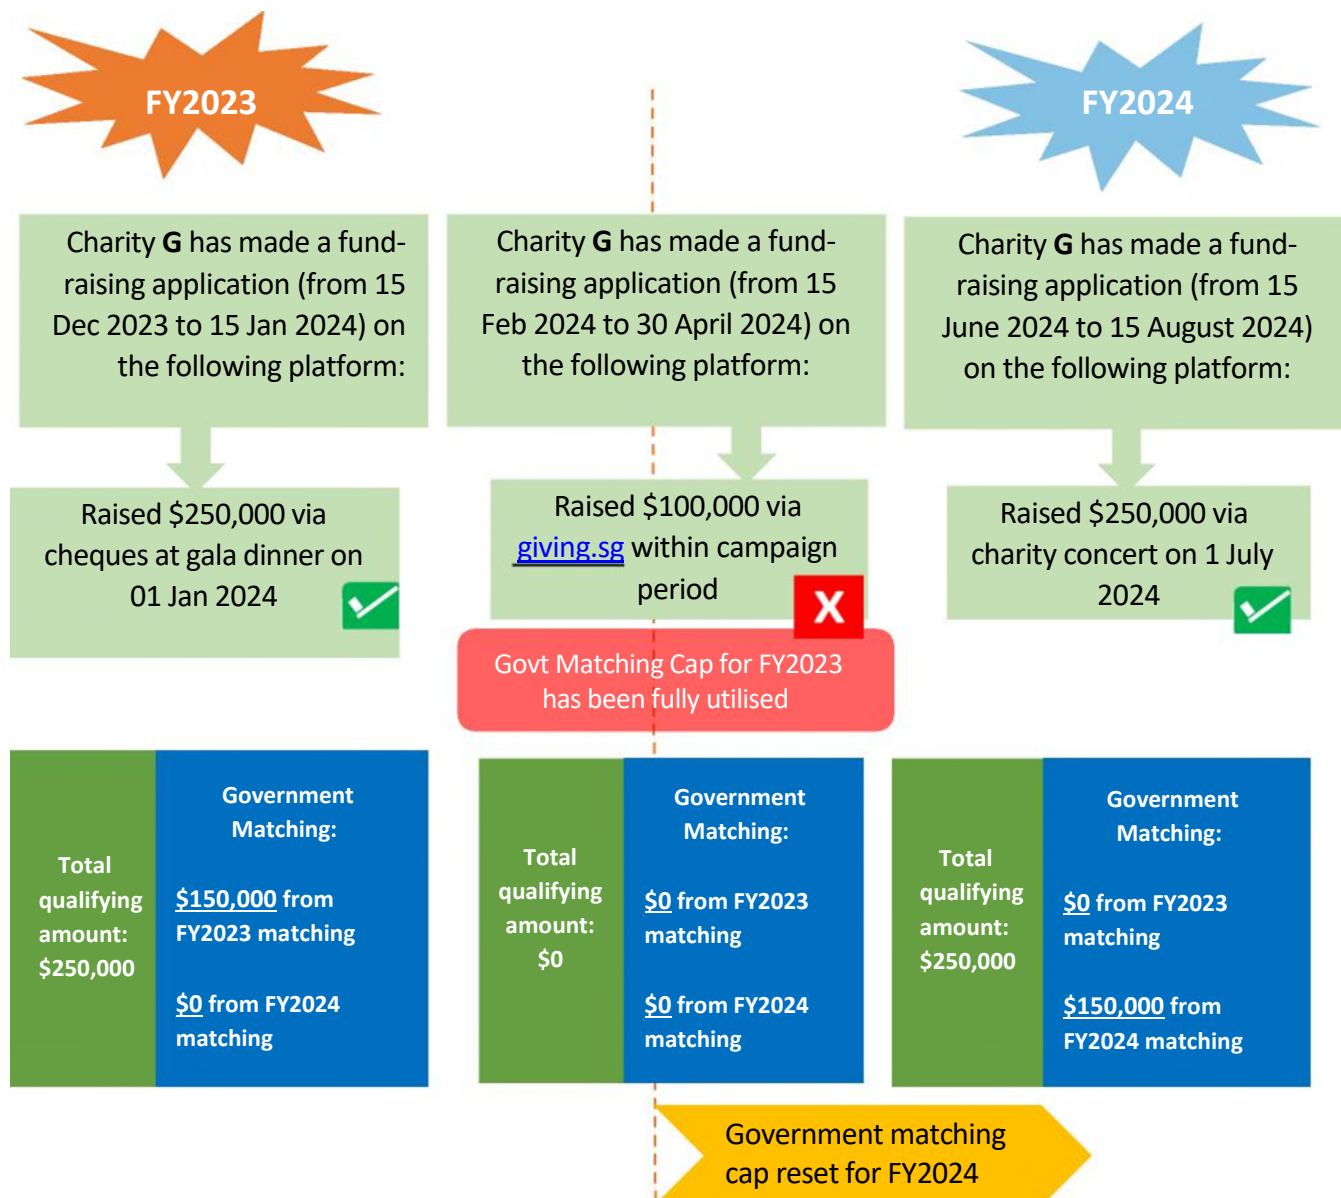 FY2023
FY2024
Charity G has made a fund-
raising application (from 15
Dec 2023 to 15 Jan 2024) on
the following platform:
Charity G has made a fund-
raising application (from 15
Feb 2024 to 30 April 2024) on
the following platform:
Charity G has made a fund-
raising application (from 15
June 2024 to 15 August 2024)
on the following platform:
Raised $250,000 via
cheques at gala dinner on
01 Jan 2024
Raised $100,000 via
giving.sg within campaign
period
X
Raised $250,000 via
charity concert on 1 July
2024
Govt Matching Cap for FY2023
has been fully utilised
Total
qualifying
amount:
$250,000
Government
Matching:
$150,000 from
FY2023 matching
$0 from FY2024
matching
Total
qualifying
amount:
$0
Government
Matching:
$0 from FY2023
matching
$0 from FY2024
matching
Total
qualifying
amount:
$250,000
Government
Matching:
$0 from FY2023
matching
$150,000 from
FY2024 matching
Government matching
cap reset for FY2024